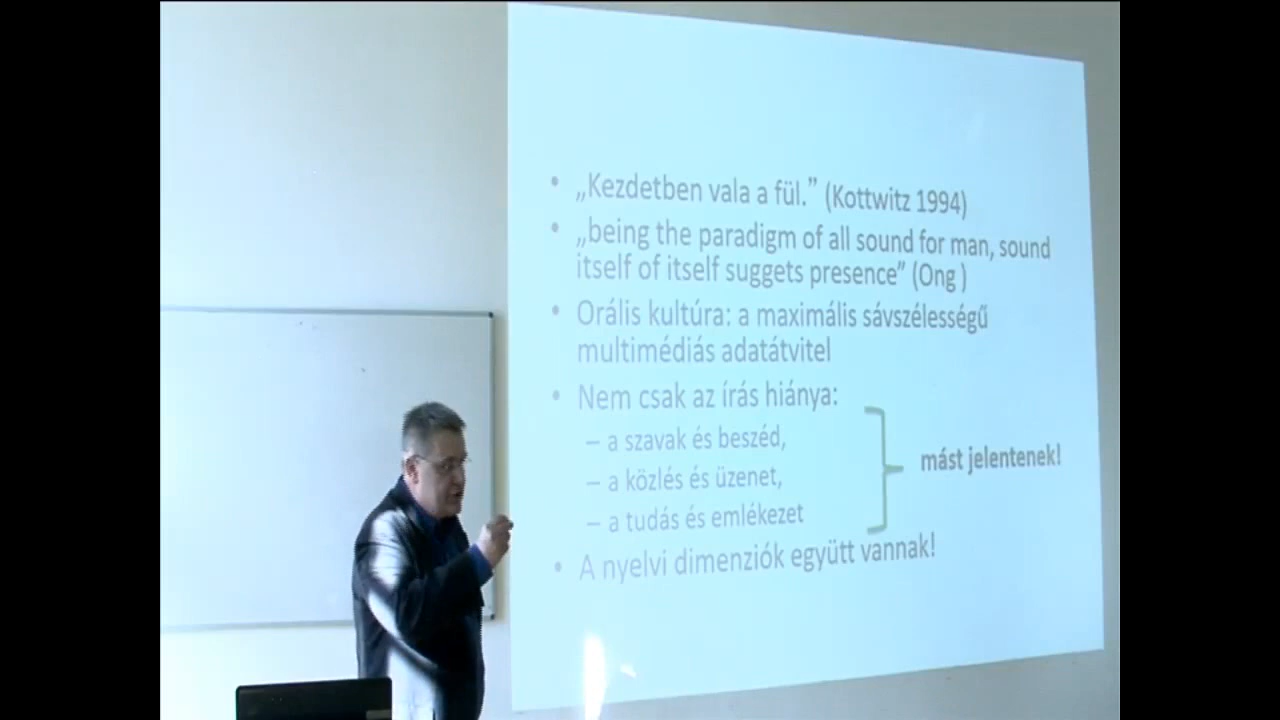 • „Kezdetben vala a fül.” (Kottwitz 1994)
• „being the paradigm of all sound for man, sound
itself of itself suggets presence” (Ong )
• Orális kultúra: a maximális sávszélességű
multimédiás adatátvitel
• Nem csak az írás hiánya:
– a szavak és beszéd,
– a közlés és üzenet,
– a tudás és emlékezet
mást jelentenek!
• A nyelvi dimenziók együtt vannak!